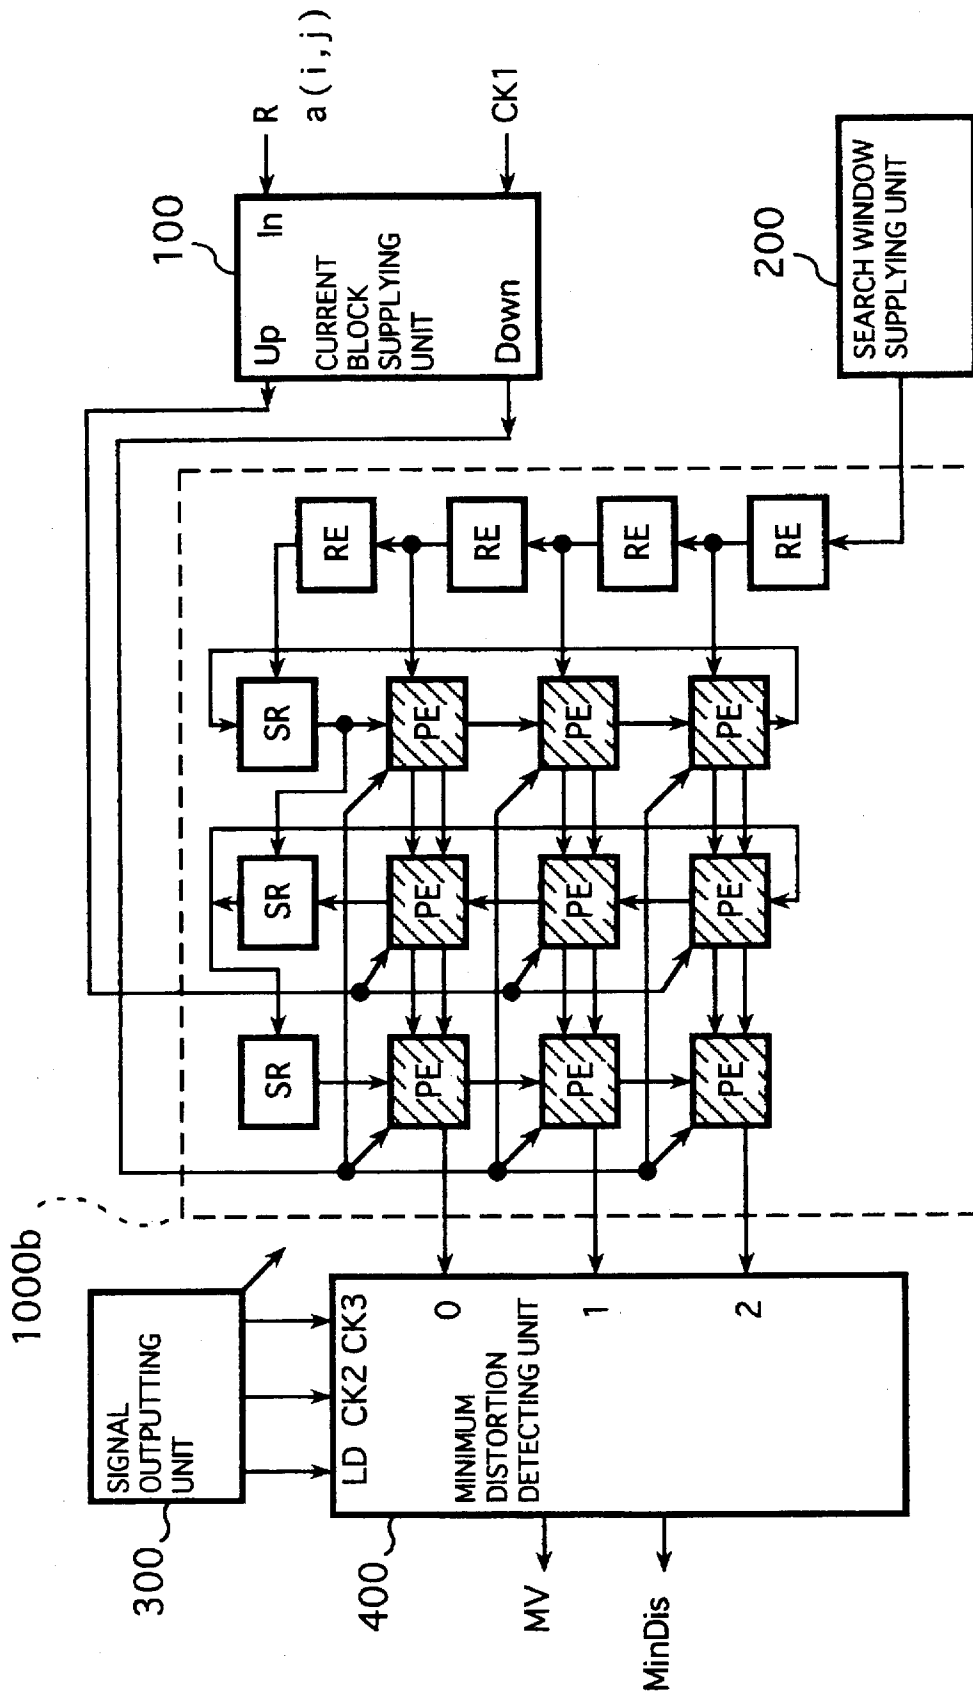 1000b
300
SIGNAL
OUTPUTTING
UNIT
LD CK2 CK3
400
MINIMUM
DISTORTION
DETECTING UNIT
0
1
2
MV
MinDis
SR
SR
SR
PE
PE
PE
PE
PE
PE
PE
PE
PE
RE
RE
RE
RE
100
Up
In
CURRENT
BLOCK
SUPPLYING
UNIT
Down
R
a(i,j)
CK1
200
SEARCH WINDOW
SUPPLYING UNIT